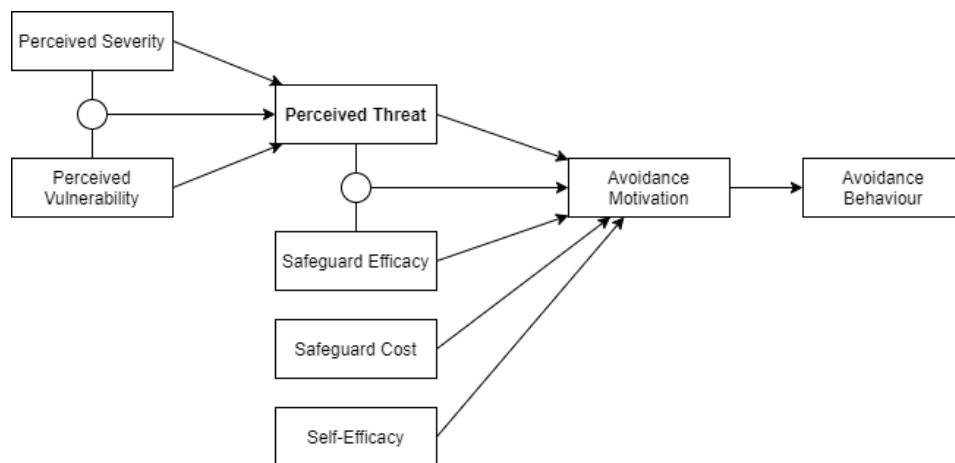 Perceived Severity
Perceived Threat
Perceived
Vulnerability
Avoidance
Motivation
Avoidance
Behaviour
Safeguard Efficacy
Safeguard Cost
Self-Efficacy